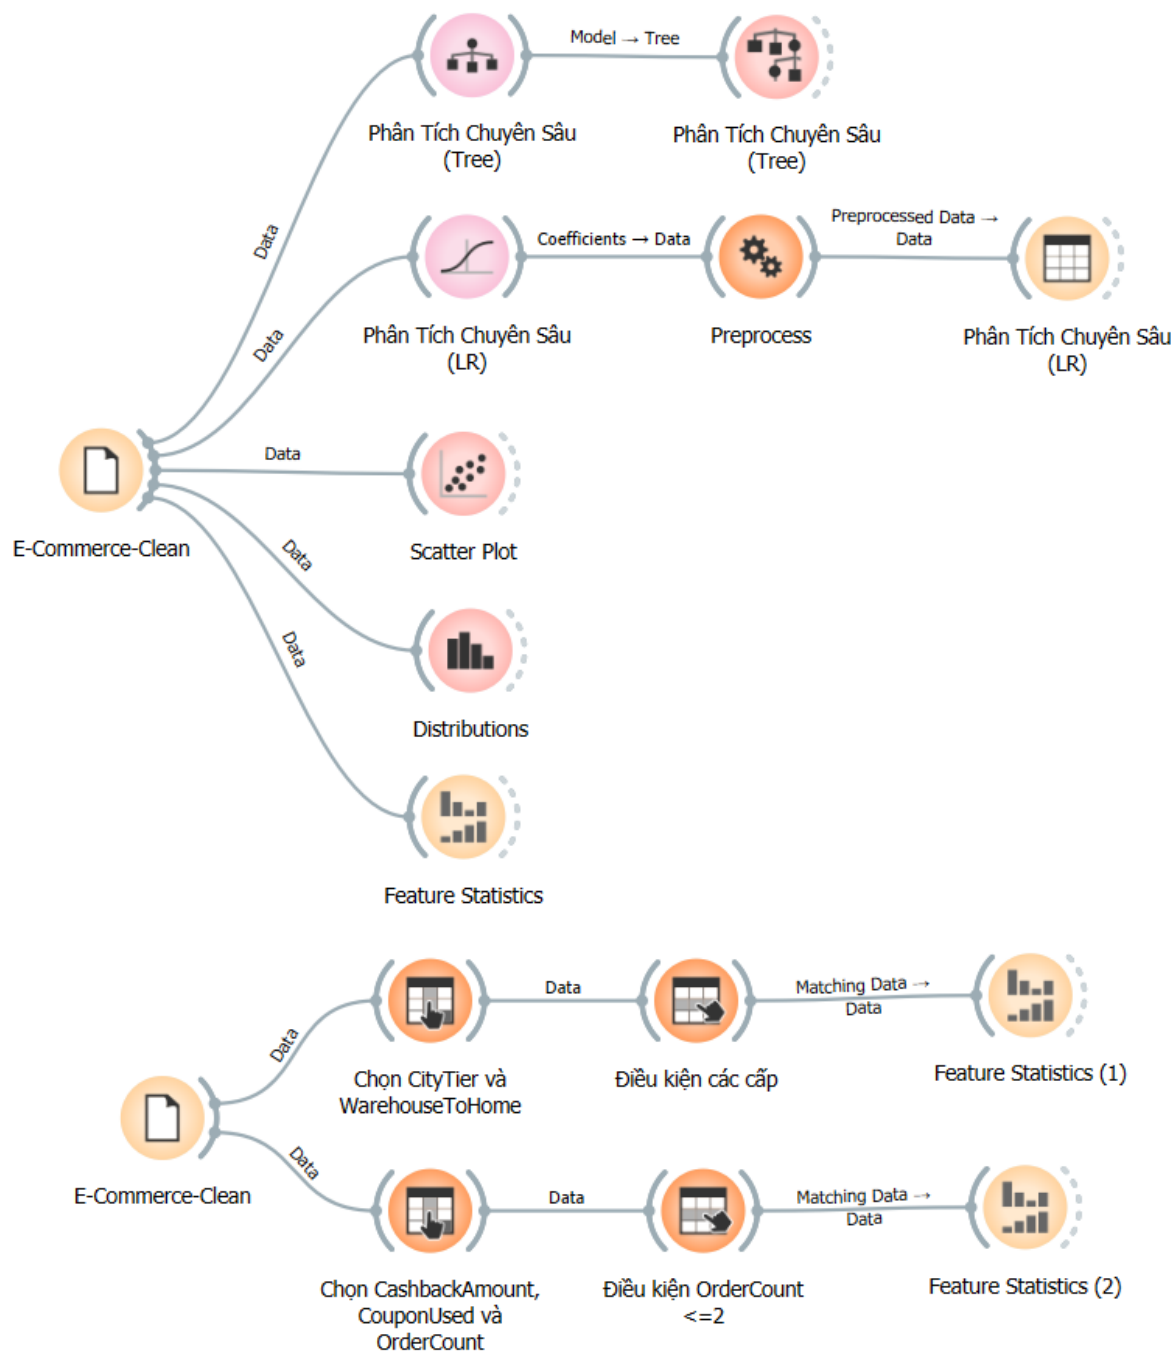 Model → Tree
Phân Tích Chuyên Sâu
(Tree)
Phân Tích Chuyên Sâu
(Tree)
Data
Coefficients → Data
Preprocessed Data →
Data
Data
Phân Tích Chuyên Sâu
(LR)
Preprocess
Phân Tích Chuyên Sâu
(LR)
Data
E-Commerce-Clean
Scatter Plot
Data
Data
Distributions
Feature Statistics
Data
Data
Matching Data →
Data
Chọn CityTier và
WarehouseToHome
Điều kiện các cấp
Feature Statistics (1)
E-Commerce-Clean
Data
Data
Matching Data →
Data
Chọn CashbackAmount,
CouponUsed và
OrderCount
Điều kiện OrderCount
<=2
Feature Statistics (2)